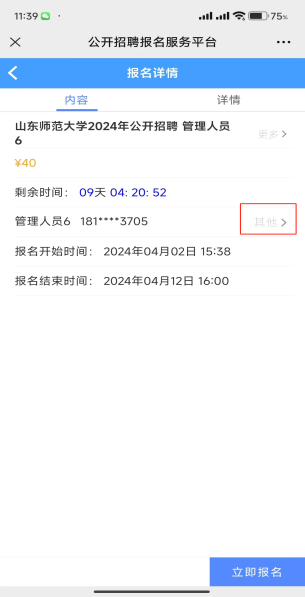 11:39
75%
公开招聘报名服务平台
报名详情
内容 详情
山东师范大学2024年公开招聘 管理人员
6
更多
¥40
剩余时间： 09天 04: 20: 52
管理人员6 181****3705 其他
报名开始时间： 2024年04月02日 15:38
报名结束时间： 2024年04月12日 16:00
立即报名